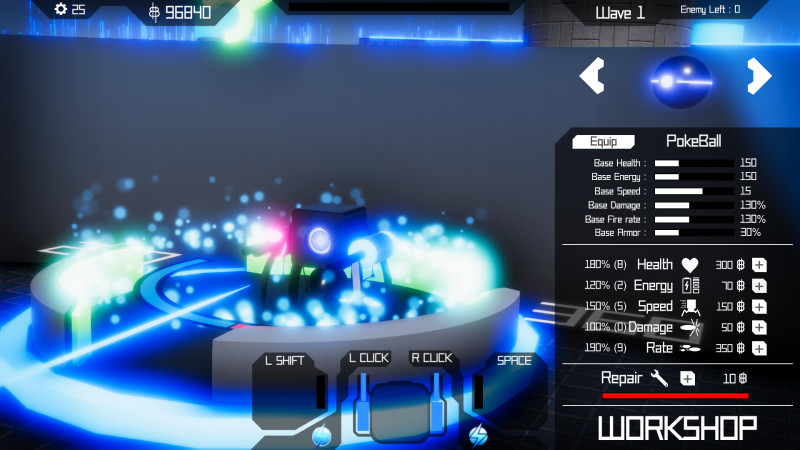 25
96840
Wave 1
Enemy Left : 0
Equip
PokeBall
Base Health : 150
Base Energy : 150
Base Speed : 15
Base Damage : 130%
Base Fire rate : 130%
Base Armor : 30%
180% (8) Health 300
120% (2) Energy 70
150% (5) Speed 150
100% (0) Damage 50
190% (9) Rate 350
Repair 10
WORKSHOP
L SHIFT
L CLICK
R CLICK
SPACE